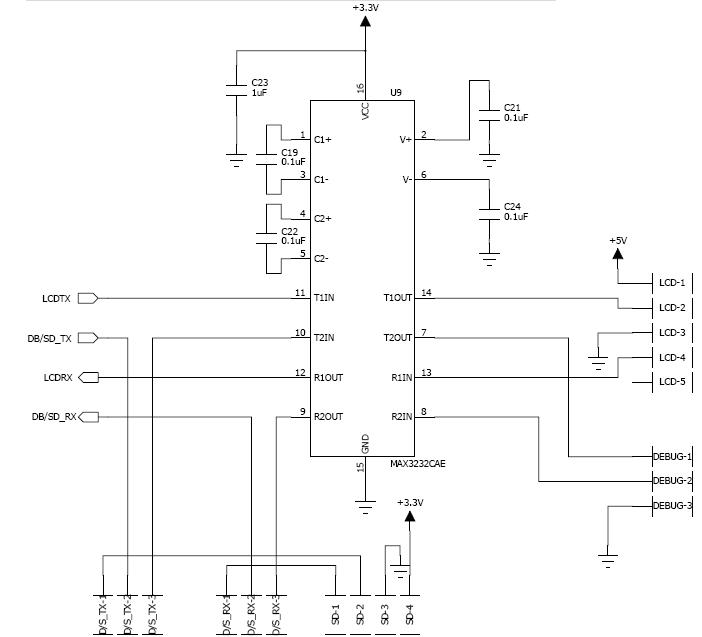 +3.3V
C23
1uF
16
VCC
U9
C21
0.1uF
1
C1+
V+
2
C19
0.1uF
3
C1-
V-
6
4
C2+
C24
0.1uF
C22
0.1uF
5
C2-
+5V
LCD-1
LCDTX
11
T1IN
T1OUT
14
LCD-2
DB/SD_TX
10
T2IN
T2OUT
7
LCD-3
LCD-4
LCDRX
12
R1OUT
R1IN
13
LCD-5
DB/SD_RX
9
R2OUT
R2IN
8
GND
15
MAX3232CAE
DEBUG-1
DEBUG-2
DEBUG-3
+3.3V
D/S_TX-1
D/S_TX-2
D/S_TX-3
D/S_RX-1
D/S_RX-2
D/S_RX-3
SD-1
SD-2
SD-3
SD-4